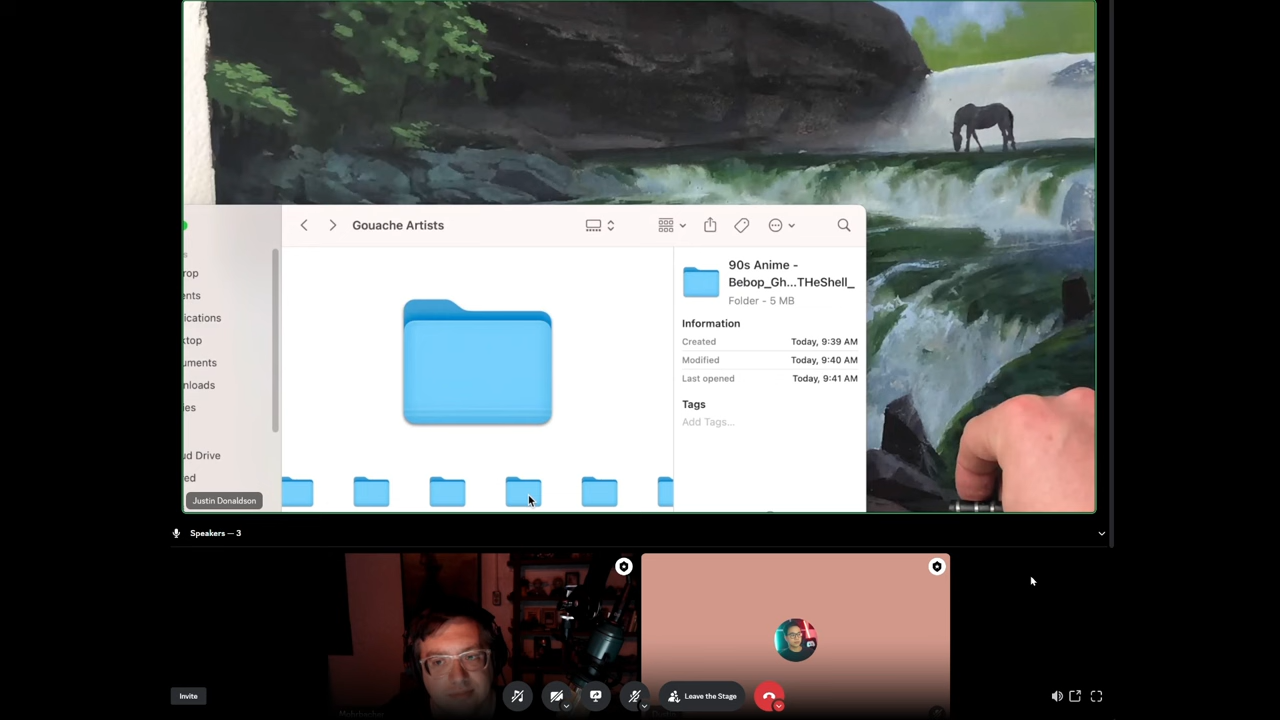 Gouache Artists
90s Anime -
Bebop_Gh...THeShell_
Folder - 5 MB
Information
Created Today, 9:39 AM
Modified Today, 9:40 AM
Last opened Today, 9:41 AM
Tags
Add Tags...
rop
ents
ications
ktop
uments
nloads
ies
ud Drive
ed
Justin Donaldson
Speakers — 3
Invite
Leave the Stage